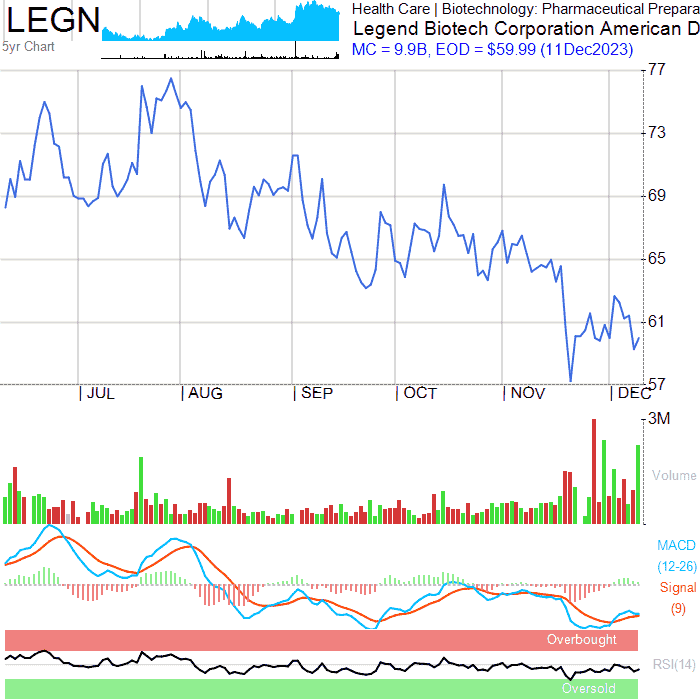 LEGN
5yr Chart
Health Care | Biotechnology: Pharmaceutical Prepara
Legend Biotech Corporation American D
MC = 9.9B, EOD = $59.99 (11Dec2023)
77
73
69
65
61
57
| JUL | AUG | SEP | OCT | NOV | DEC
3M
Volume
MACD
(12-26)
Signal
(9)
Overbought
RSI(14)
Oversold